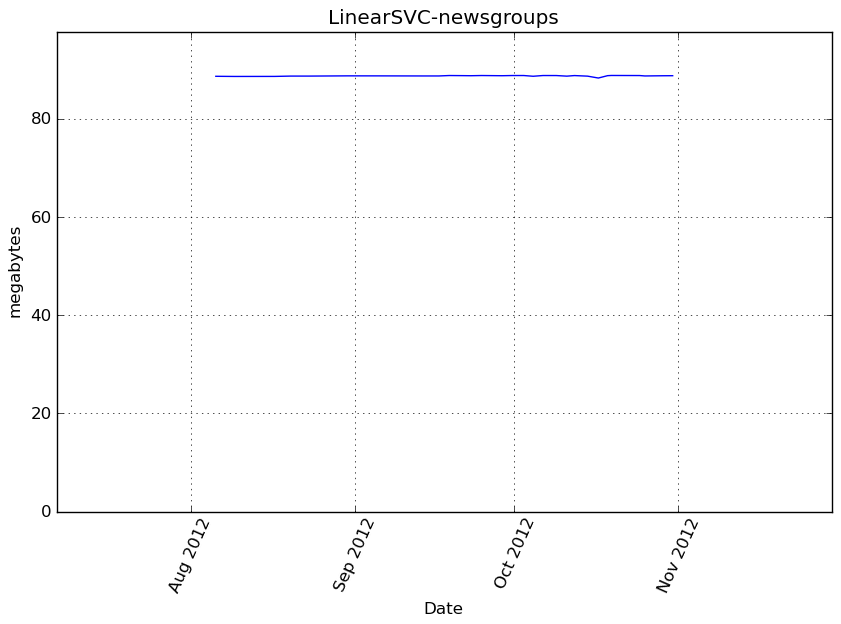 LinearSVC-newsgroups
megabytes
80
60
40
20
0
Aug 2012
Sep 2012
Oct 2012
Nov 2012
Date